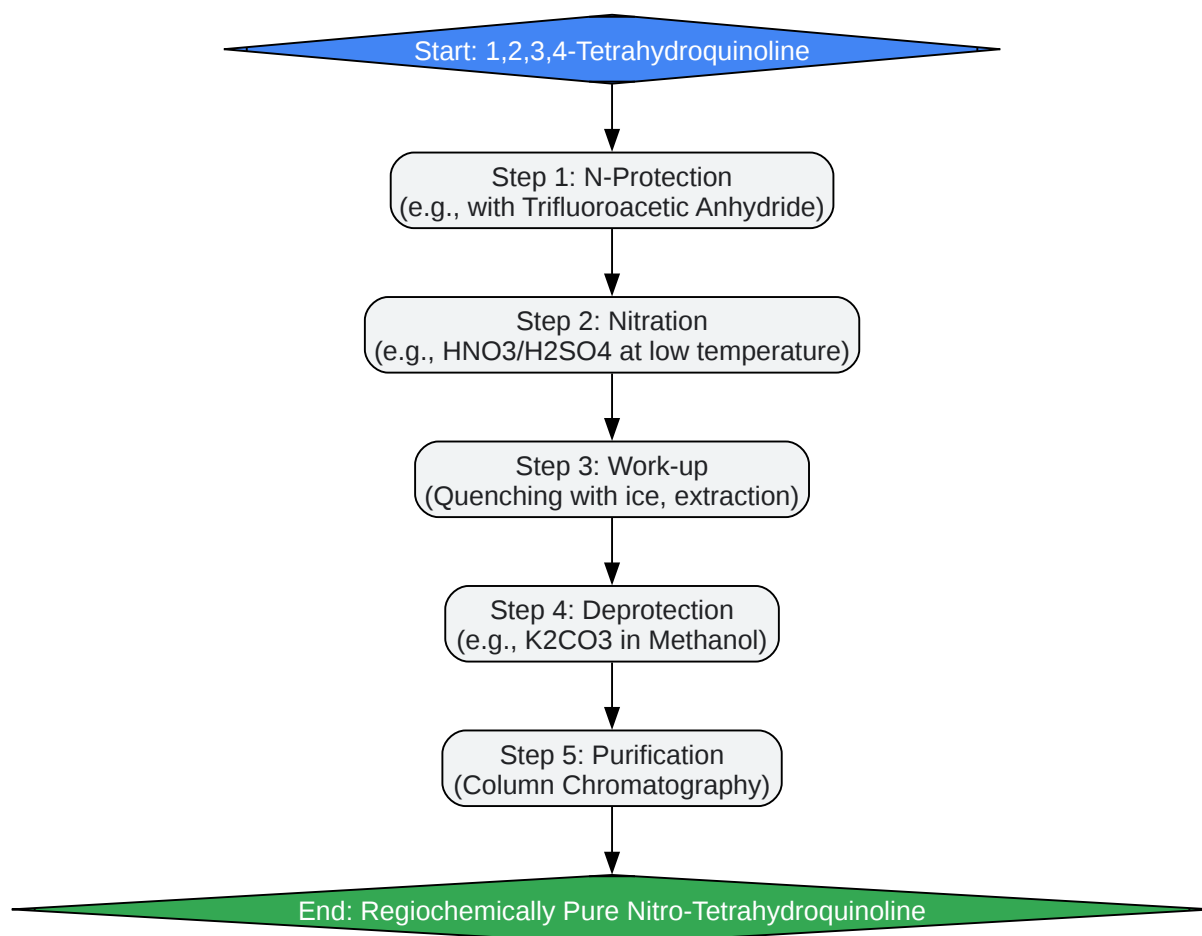 Start: 1,2,3,4-Tetrahydroquinoline
Step 1: N-Protection
(e.g., with Trifluoroacetic Anhydride)
Step 2: Nitration
(e.g., HNO3/H2SO4 at low temperature)
Step 3: Work-up
(Quenching with ice, extraction)
Step 4: Deprotection
(e.g., K2CO3 in Methanol)
Step 5: Purification
(Column Chromatography)
End: Regiochemically Pure Nitro-Tetrahydroquinoline